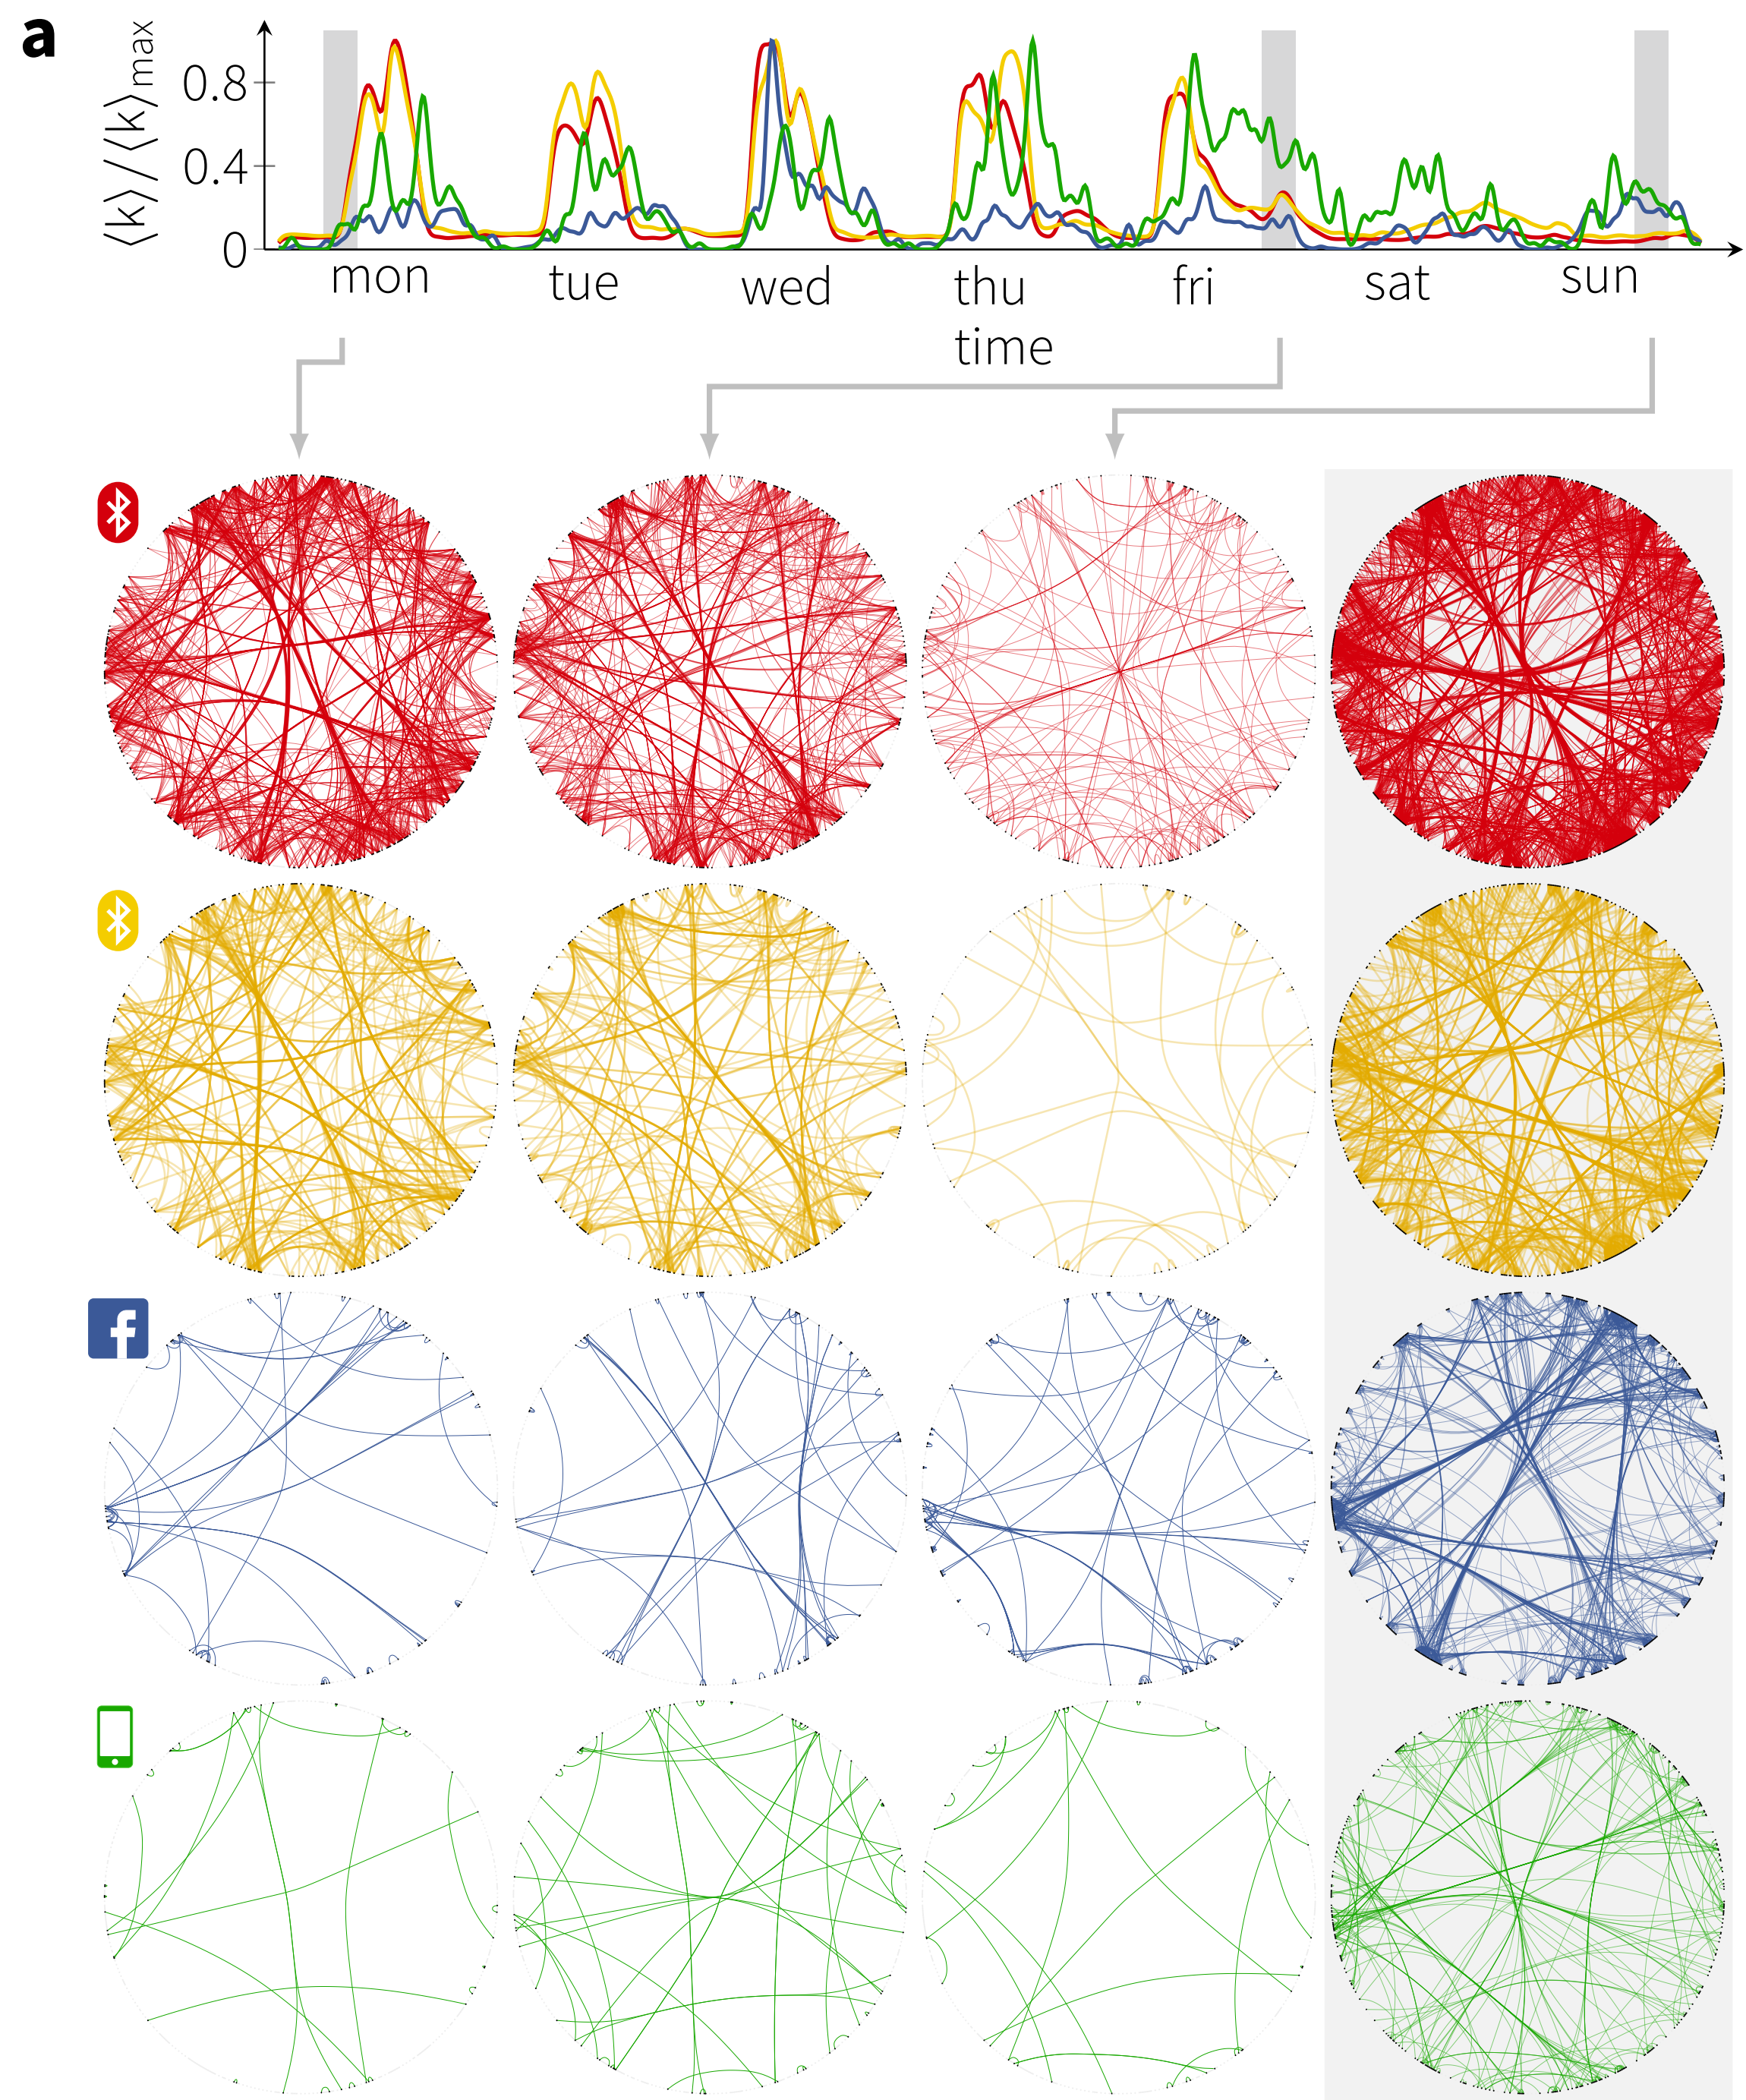 a
⟨k⟩ / ⟨k⟩max
0.8
0.4
0
mon tue wed thu fri sat sun
time
f